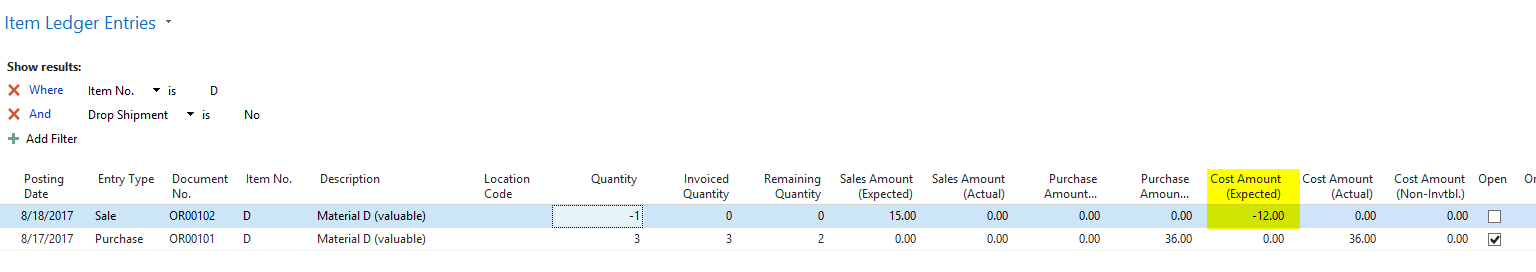 Item Ledger Entries
Show results:
Where Item No. is D
And Drop Shipment is No
Add Filter
Posting Date Entry Type Document No. Item No. Description Location Code Quantity Invoiced Quantity Remaining Quantity Sales Amount (Expected) Sales Amount (Actual) Purchase Amount... Purchase Amoun... Cost Amount (Expected) Cost Amount (Actual) Cost Amount (Non-Invtbl.) Open Or
8/18/2017 Sale OR00102 D Material D (valuable) -1 0 0 15.00 0.00 0.00 0.00 -12.00 0.00 0.00
8/17/2017 Purchase OR00101 D Material D (valuable) 3 3 2 0.00 0.00 0.00 36.00 0.00 36.00 0.00